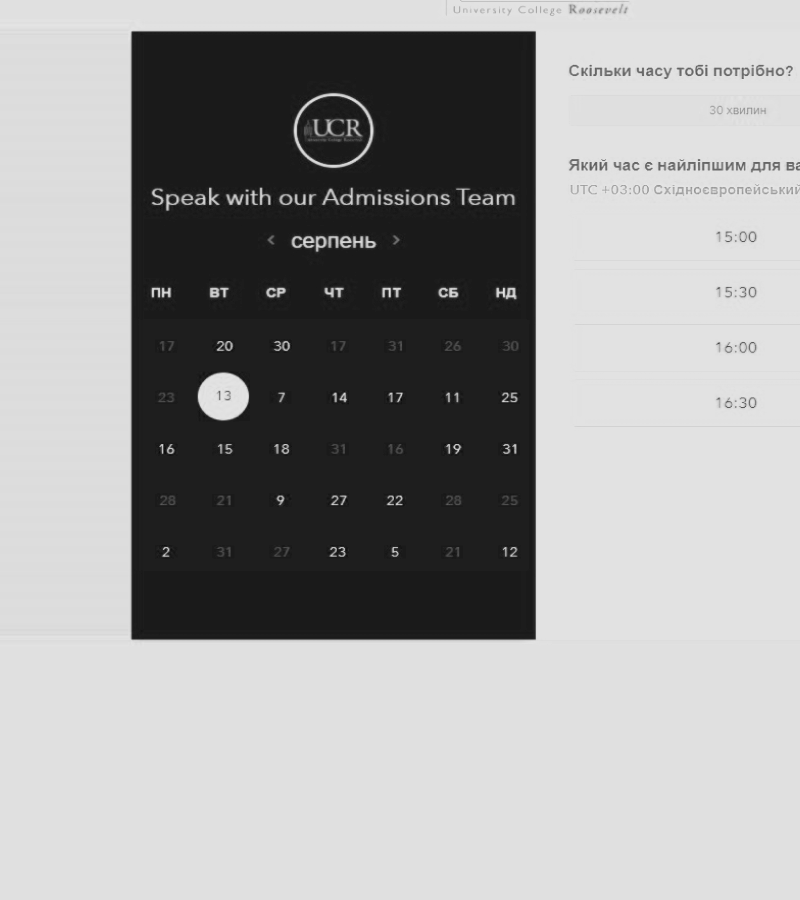 University College Roosevelt
UCR
Speak with our Admissions Team
< серпень >
ПН ВТ СР ЧТ ПТ СБ НД
17 20 30 17 31 26 30
23 13 7 14 17 11 25
16 15 18 31 16 19 31
28 21 9 27 22 28 25
2 31 27 23 5 21 12
Скільки часу тобі потрібно?
30 хвилин
Який час є найліпшим для ва
UTC +03:00 Східноєвропейський
15:00
15:30
16:00
16:30